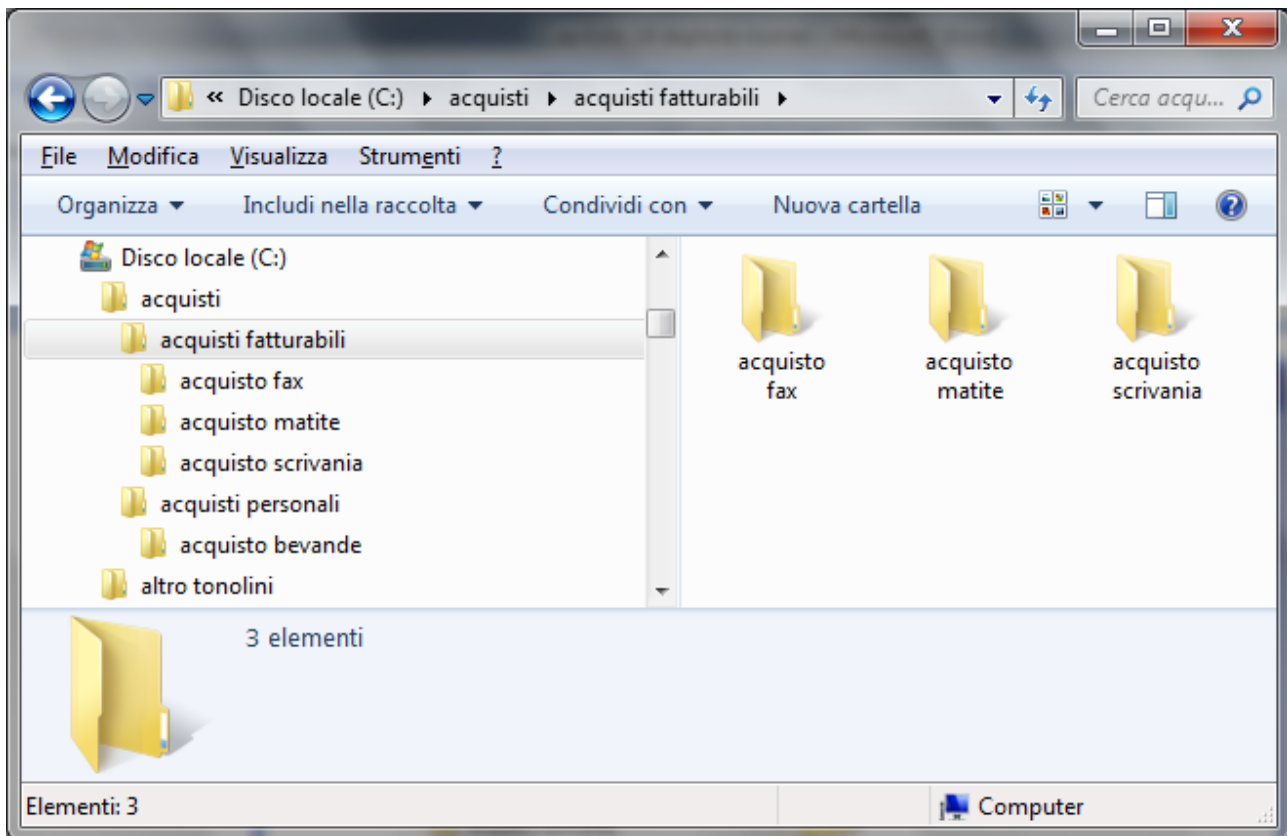 « Disco locale (C:) acquisti acquisti fatturabili
Cerca acqu...
File Modifica Visualizza Strumenti ?
Organizza Includi nella raccolta Condividi con Nuova cartella
Disco locale (C:)
acquisti
acquisti fatturabili
acquisto fax
acquisto matite
acquisto scrivania
acquisti personali
acquisto bevande
altro tonolini
acquisto
fax
acquisto
matite
acquisto
scrivania
3 elementi
Elementi: 3
Computer